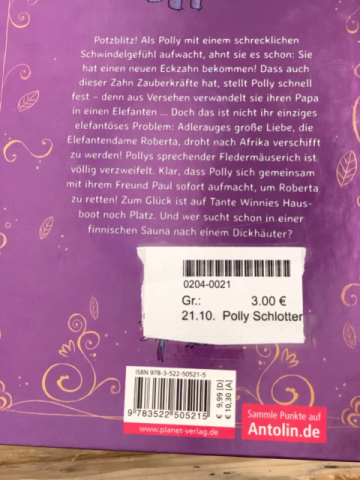 Potzblitz! Als Polly mit einem schrecklichen
Schwindelgefühl aufwacht, ahnt sie es schon: Sie
hat einen neuen Eckzahn bekommen! Dass auch
dieser Zahn Zauberkräfte hat, stellt Polly schnell
fest – denn aus Versehen verwandelt sie ihren Papa
in einen Elefanten ... Doch das ist nicht ihr einziges
elefantöses Problem: Adlerauges große Liebe, die
Elefantendame Roberta, droht nach Afrika verschifft
zu werden! Pollys sprechender Fledermäuserich ist
völlig verzweifelt. Klar, dass Polly sich gemeinsam
mit ihrem Freund Paul sofort aufmacht, um Roberta
zu retten! Zum Glück ist auf Tante Winnies Haus-
boot noch Platz. Und wer sucht schon in einer
finnischen Sauna nach einem Dickhäuter?
0204-0021
Gr.: 3.00 €
21.10. Polly Schlotter
ISBN 978-3-522-50521-5
9 783522 505215
€ 9,99 [D]
€ 10,30 [A]
www.planet-verlag.de
Sammle Punkte auf
Antolin.de